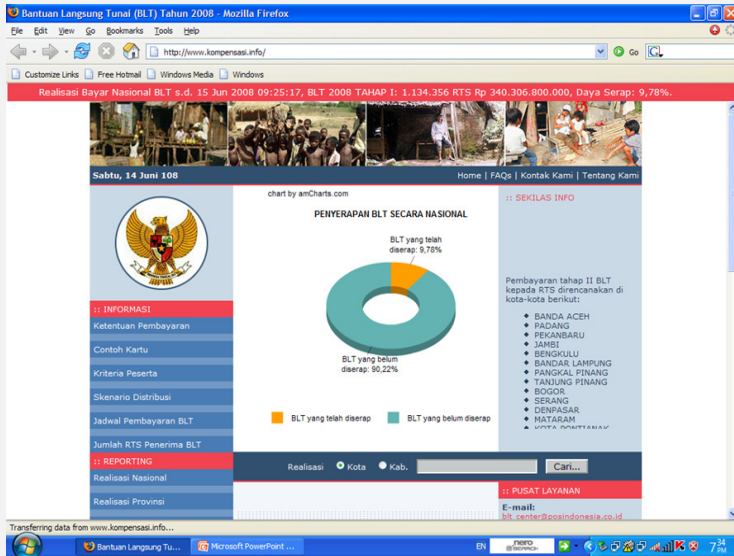 Bantuan Langsung Tunai (BLT) Tahun 2008 - Mozilla Firefox
File Edit View Go Bookmarks Tools Help
http://www.kompensasi.info/ Go
Customize Links Free Hotmail Windows Media Windows
Realisasi Bayar Nasional BLT s.d. 15 Jun 2008 09:25:17, BLT 2008 TAHAP I: 1.134.356 RTS Rp 340.306.800.000, Daya Serap: 9,78%.
Sabtu, 14 Juni 108
Home | FAQs | Kontak Kami | Tentang Kami
:: INFORMASI
Ketentuan Pembayaran
Contoh Kartu
Kriteria Peserta
Skenario Distribusi
Jadwal Pembayaran BLT
Jumlah RTS Penerima BLT
:: REPORTING
Realisasi Nasional
Realisasi Provinsi
chart by amCharts.com
PENYERAPAN BLT SECARA NASIONAL
BLT yang telah
diserap: 9,78%
BLT yang belum
diserap: 90,22%
BLT yang telah diserap BLT yang belum diserap
Realisasi Kota Kab. Cari...
:: SEKILAS INFO
Pembayaran tahap II BLT
kepada RTS direncanakan di
kota-kota berikut:
BANDA ACEH
PADANG
PEKANBARU
JAMBI
BENGKULU
BANDAR LAMPUNG
PANGKAL PINANG
TANJUNG PINANG
BOGOR
SERANG
DENPASAR
MATARAM
KOTA PONTIANAK
:: PUSAT LAYANAN
E-mail:
blt_center@posindonesia.co.id
Transferring data from www.kompensasi.info...
Bantuan Langsung Tu... Microsoft PowerPoint ... EN nero SEARCH 7:34 PM